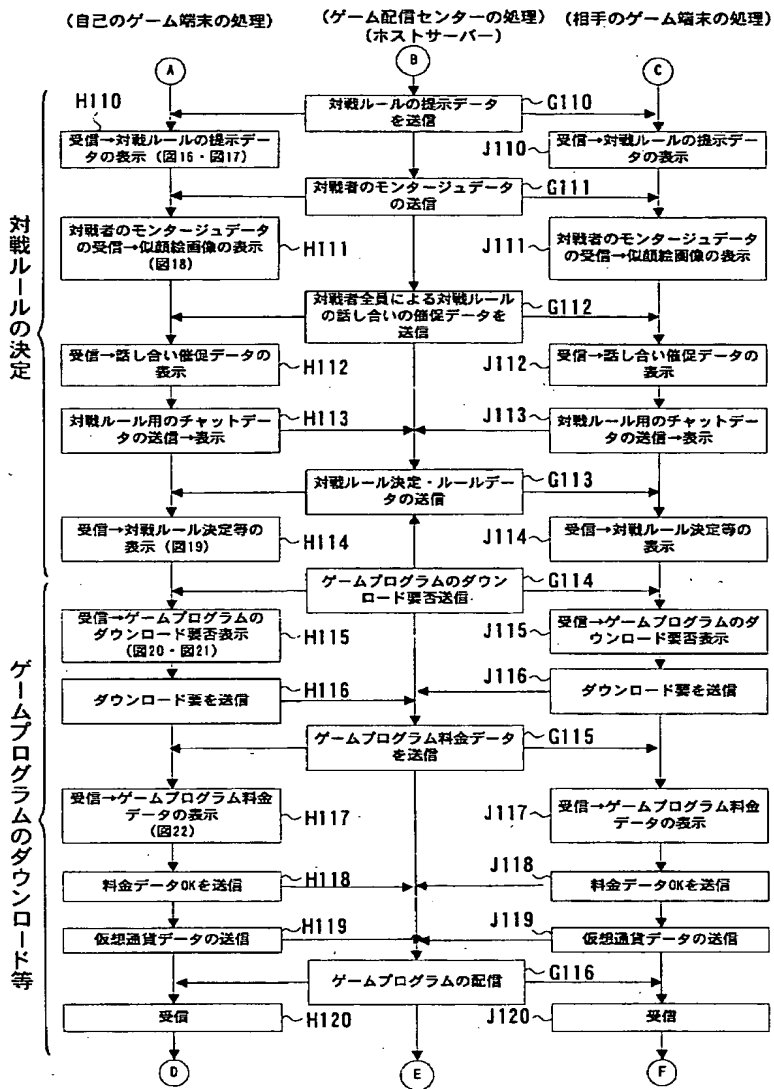 (自己のゲーム端末の処理)
(ゲーム配信センターの処理)
(ホストサーバー)
(相手のゲーム端末の処理)
A
B
C
対戦ルールの決定
H110
対戦ルールの提示データ
を送信
G110
受信→対戦ルールの提示デー
タの表示(図16・図17)
J110
受信→対戦ルールの提示データ
の表示
対戦者のモンタージュデータ
の送信
G111
対戦者のモンタージュデータ
の受信→似顔絵画像の表示
(図18)
H111
J111
対戦者のモンタージュデータ
の受信→似顔絵画像の表示
対戦者全員による対戦ルール
の話し合いの催促データを
送信
G112
受信→話し合い催促データの
表示
H112
J112
受信→話し合い催促データの
表示
対戦ルール用のチャットデー
タの送信→表示
H113
J113
対戦ルール用のチャットデー
タの送信→表示
対戦ルール決定・ルールデー
タの送信
G113
受信→対戦ルール決定等の
表示(図19)
H114
J114
受信→対戦ルール決定等の
表示
ゲームプログラムのダウンロード等
ゲームプログラムのダウン
ロード要否送信
G114
受信→ゲームプログラムの
ダウンロード要否表示
(図20・図21)
H115
J115
受信→ゲームプログラムのダ
ウンロード要否表示
ダウンロード要を送信
H116
J116
ダウンロード要を送信
ゲームプログラム料金データ
を送信
G115
受信→ゲームプログラム料金
データの表示
(図22)
H117
J117
受信→ゲームプログラム料金
データの表示
料金データOKを送信
H118
J118
料金データOKを送信
仮想通貨データの送信
H119
J119
仮想通貨データの送信
ゲームプログラムの配信
G116
受信
H120
J120
受信
D
E
F